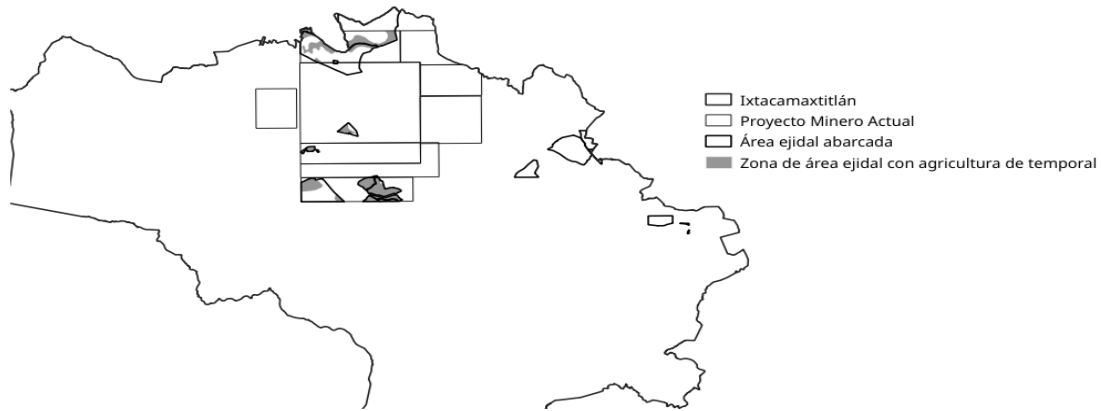 Ixtacamaxtitlán
Proyecto Minero Actual
Área ejidal abarcada
Zona de área ejidal con agricultura de temporal